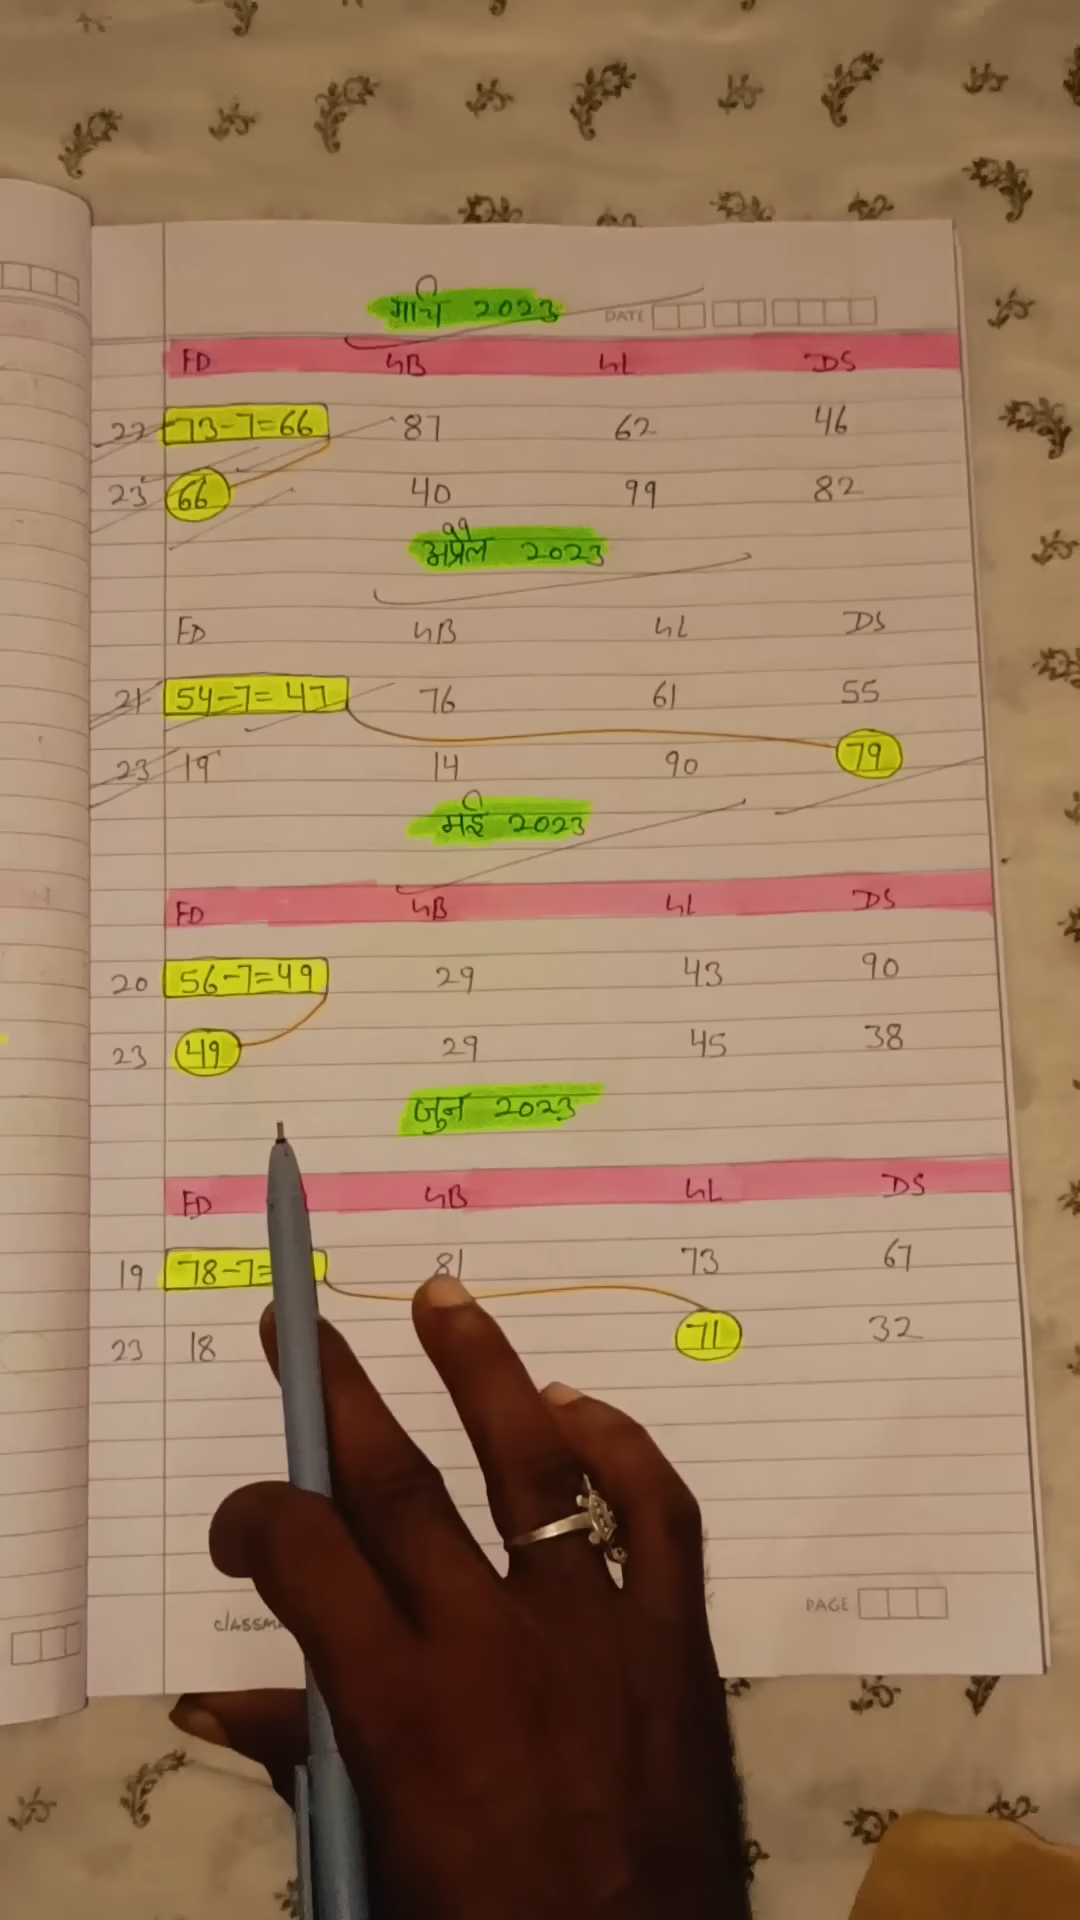 मार्च 2023
DATE
FD GB GL DS
22 73-7=66 87 62 46
23 66 40 99 82
अप्रैल 2023
FD GB GL DS
21 54-7=47 76 61 55
23 19 14 90 79
मई 2023
FD GB GL DS
20 56-7=49 29 43 90
23 49 29 45 38
जुन 2023
FD GB GL DS
19 78-7= 81 73 67
23 18 71 32
PAGE